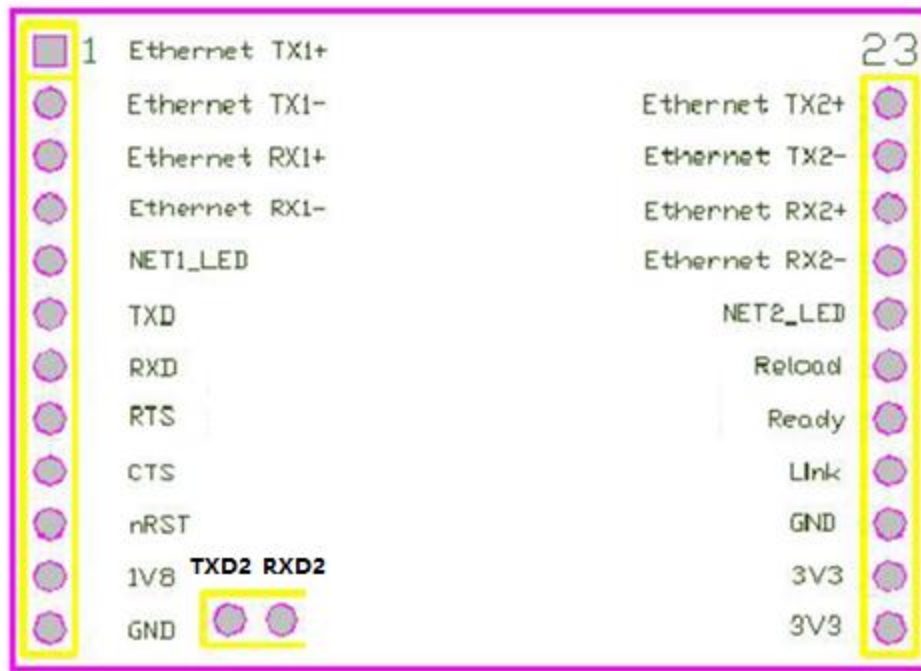 1 Ethernet TX1+ 23
Ethernet TX1- Ethernet TX2+
Ethernet RX1+ Ethernet TX2-
Ethernet RX1- Ethernet RX2+
NET1_LED Ethernet RX2-
TXD NET2_LED
RXD Reload
RTS Ready
CTS LInk
nRST GND
1V8 TXD2 RXD2 3V3
GND 3V3